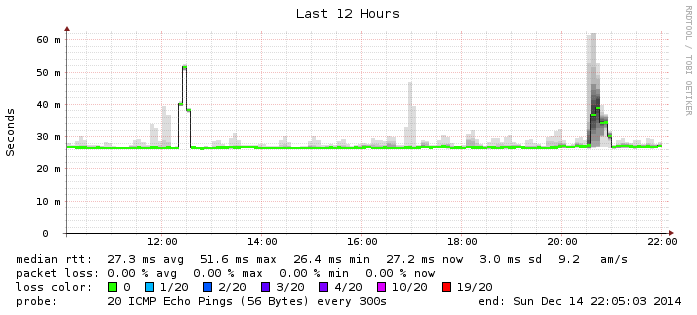 Last 12 Hours
RRDTOOL / TOBI OETIKER
Seconds
60 m
50 m
40 m
30 m
20 m
10 m
0
12:00 14:00 16:00 18:00 20:00 22:00
median rtt: 27.3 ms avg 51.6 ms max 26.4 ms min 27.2 ms now 3.0 ms sd 9.2 am/s
packet loss: 0.00 % avg 0.00 % max 0.00 % min 0.00 % now
loss color: 0 1/20 2/20 3/20 4/20 10/20 19/20
probe: 20 ICMP Echo Pings (56 Bytes) every 300s end: Sun Dec 14 22:05:03 2014